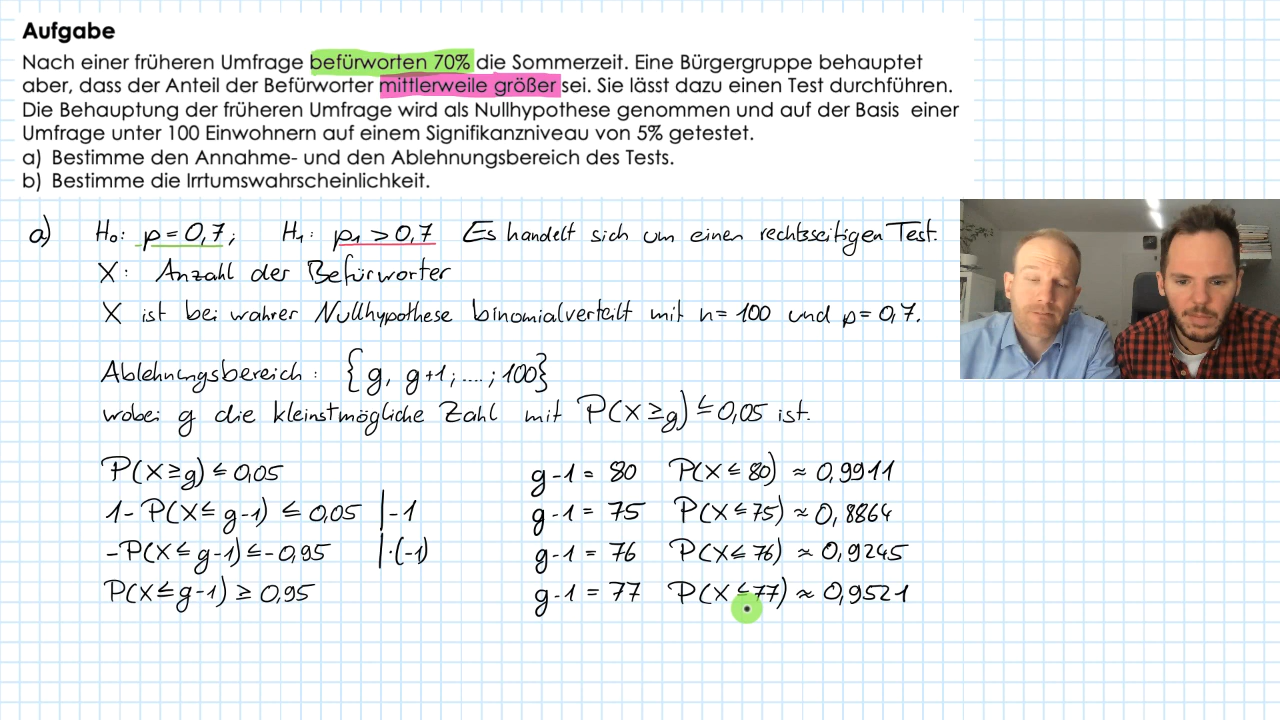 Aufgabe
Nach einer früheren Umfrage befürworten 70% die Sommerzeit. Eine Bürgergruppe behauptet
aber, dass der Anteil der Befürworter mittlerweile größer sei. Sie lässt dazu einen Test durchführen.
Die Behauptung der früheren Umfrage wird als Nullhypothese genommen und auf der Basis einer
Umfrage unter 100 Einwohnern auf einem Signifikanzniveau von 5% getestet.
a) Bestimme den Annahme- und den Ablehnungsbereich des Tests.
b) Bestimme die Irrtumswahrscheinlichkeit.
a) H₀: p = 0,7; H₁: p₁ > 0,7 Es handelt sich um einen rechtsseitigen Test.
X: Anzahl der Befürworter
X ist bei wahrer Nullhypothese binomialverteilt mit n = 100 und p = 0,7.
Ablehnungsbereich: {g, g+1; ....; 100}
wobei g die kleinstmögliche Zahl mit P(X ≥ g) ≤ 0,05 ist.
P(X ≥ g) ≤ 0,05 g-1 = 80 P(X ≤ 80) ≈ 0,9911
1 - P(X ≤ g-1) ≤ 0,05 | -1 g-1 = 75 P(X ≤ 75) ≈ 0,8864
-P(X ≤ g-1) ≤ -0,95 | ·(-1) g-1 = 76 P(X ≤ 76) ≈ 0,9245
P(X ≤ g-1) ≥ 0,95 g-1 = 77 P(X ≤ 77) ≈ 0,9521